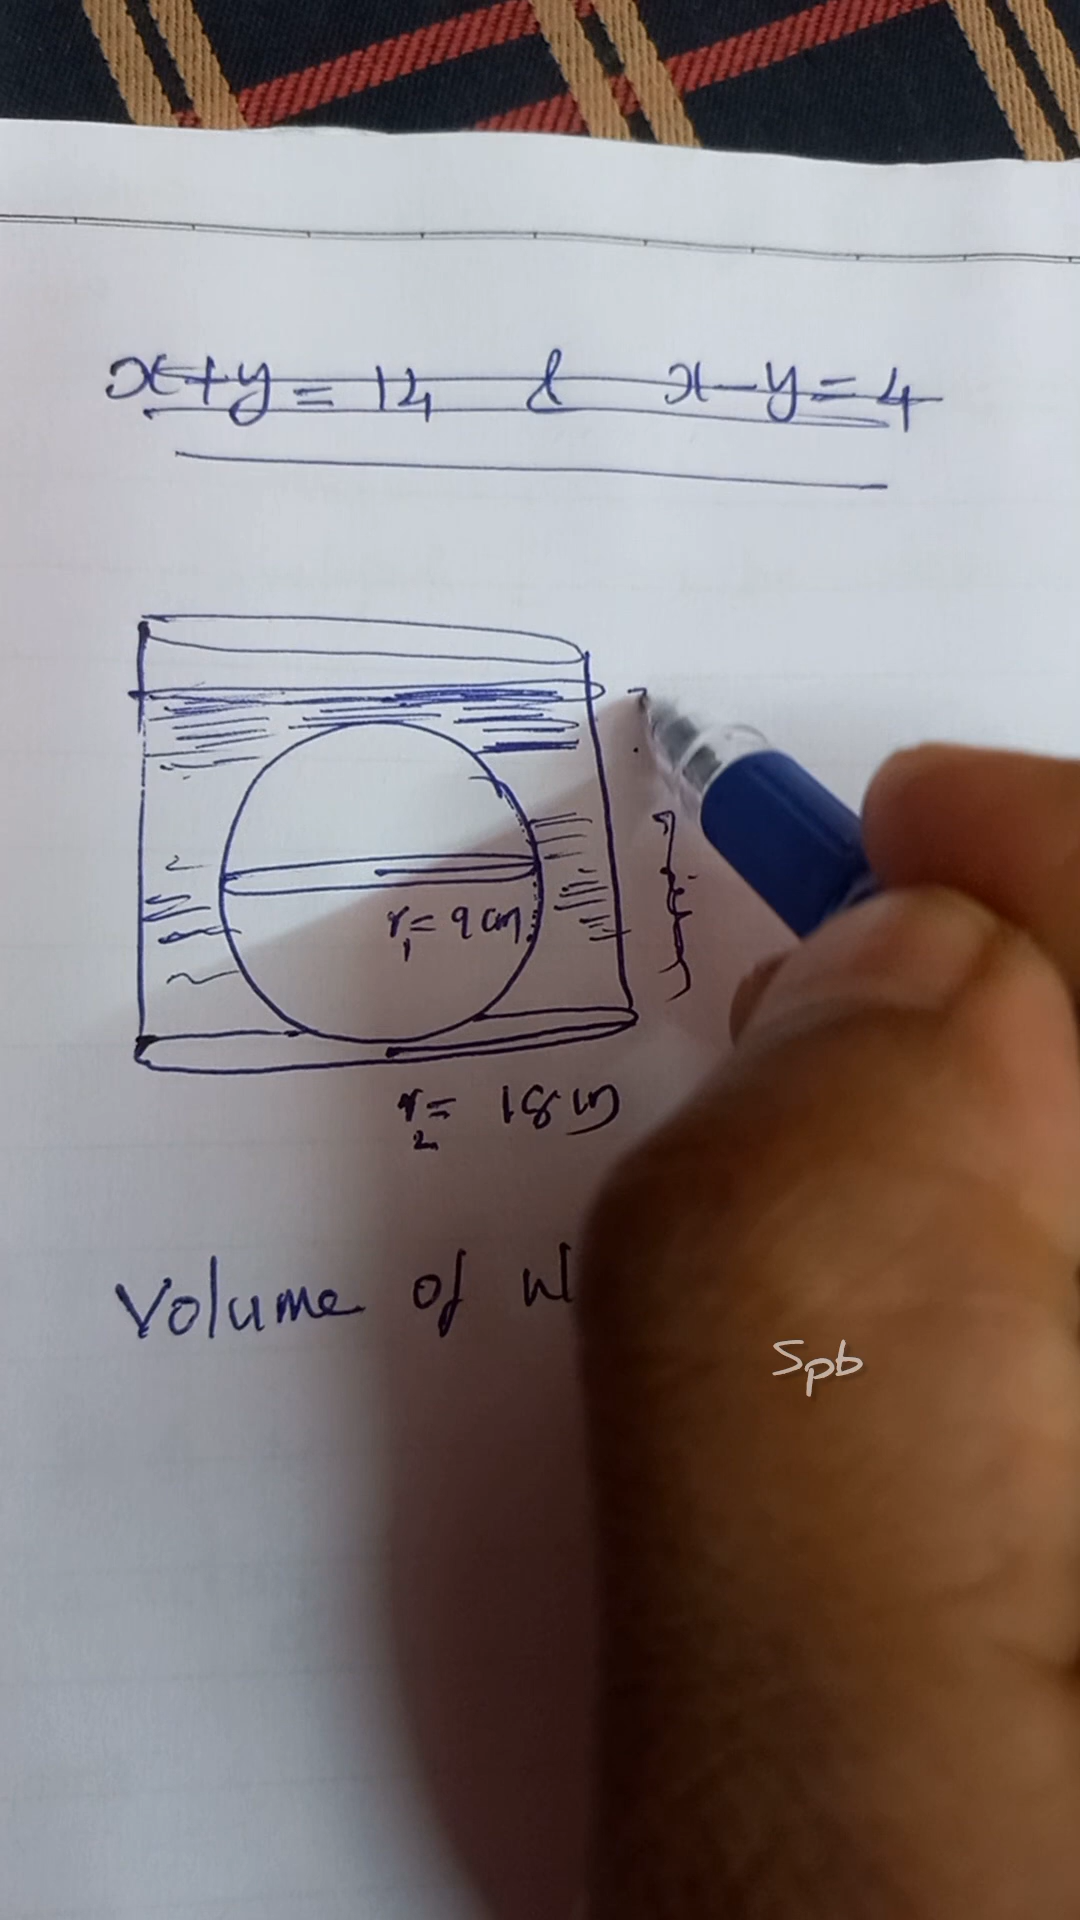 x+y=14 & x-y=4
r₁= 9 cm
r₂= 18 cm
Volume of
Spb